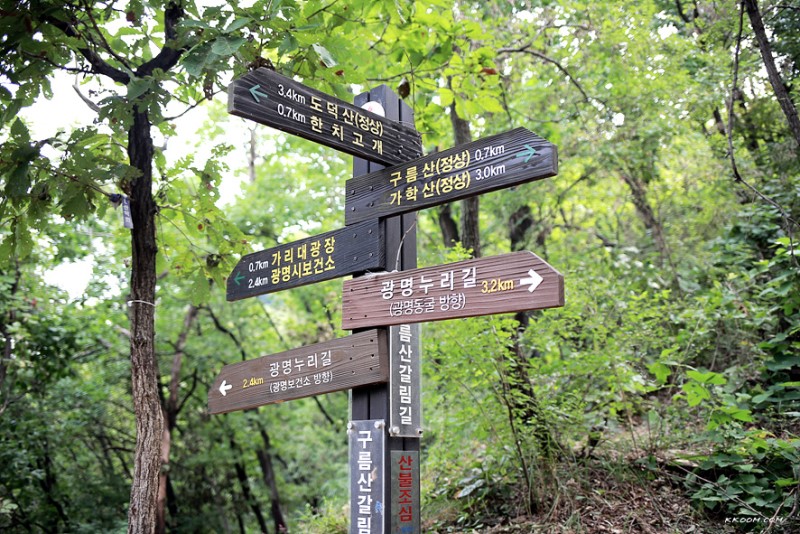 3.4km 도덕산(정상)
0.7km 한치고개
구름산(정상) 0.7km
가학산(정상) 3.0km
0.7km 가리대광장
2.4km 광명시보건소
광명누리길 3.2km
(광명동굴 방향)
광명누리길
2.4km (광명보건소 방향)
름산갈림길
구름산갈림
산불조심
KKOOM.COM